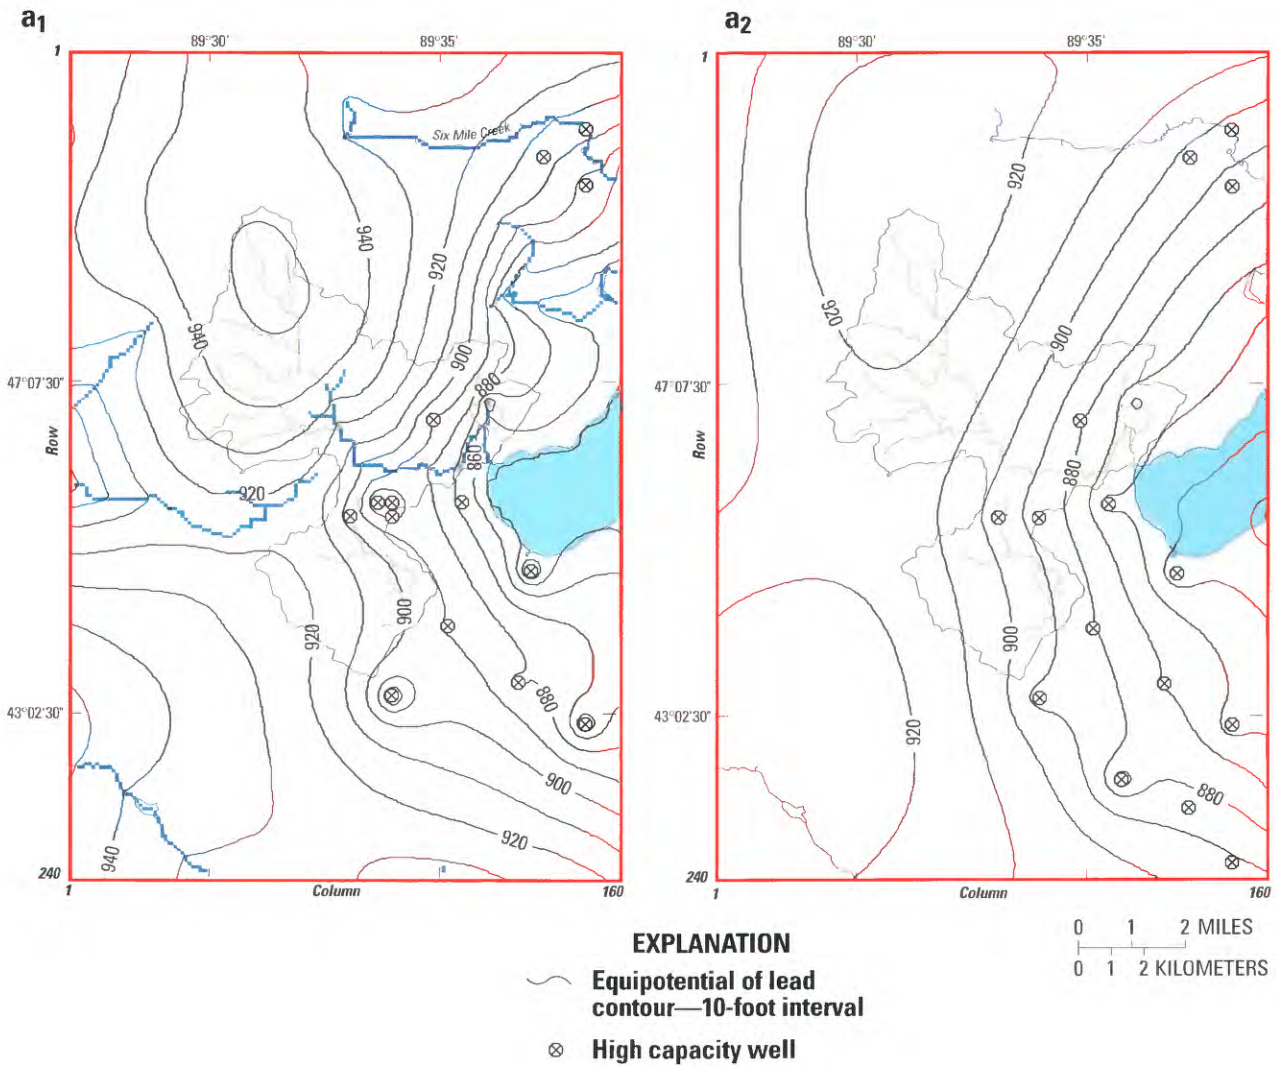 a1
a2
89°30'
89°35'
89°30'
89°35'
1
1
Six Mile Creek
940
920
920
940
900
920
900
880
47°07'30"
47°07'30"
Row
Row
860
880
920
900
920
900
880
43°02'30"
43°02'30"
920
900
880
920
940
240
240
1
Column
160
1
Column
160
EXPLANATION
0 1 2 MILES
0 1 2 KILOMETERS
Equipotential of lead
contour—10-foot interval
High capacity well